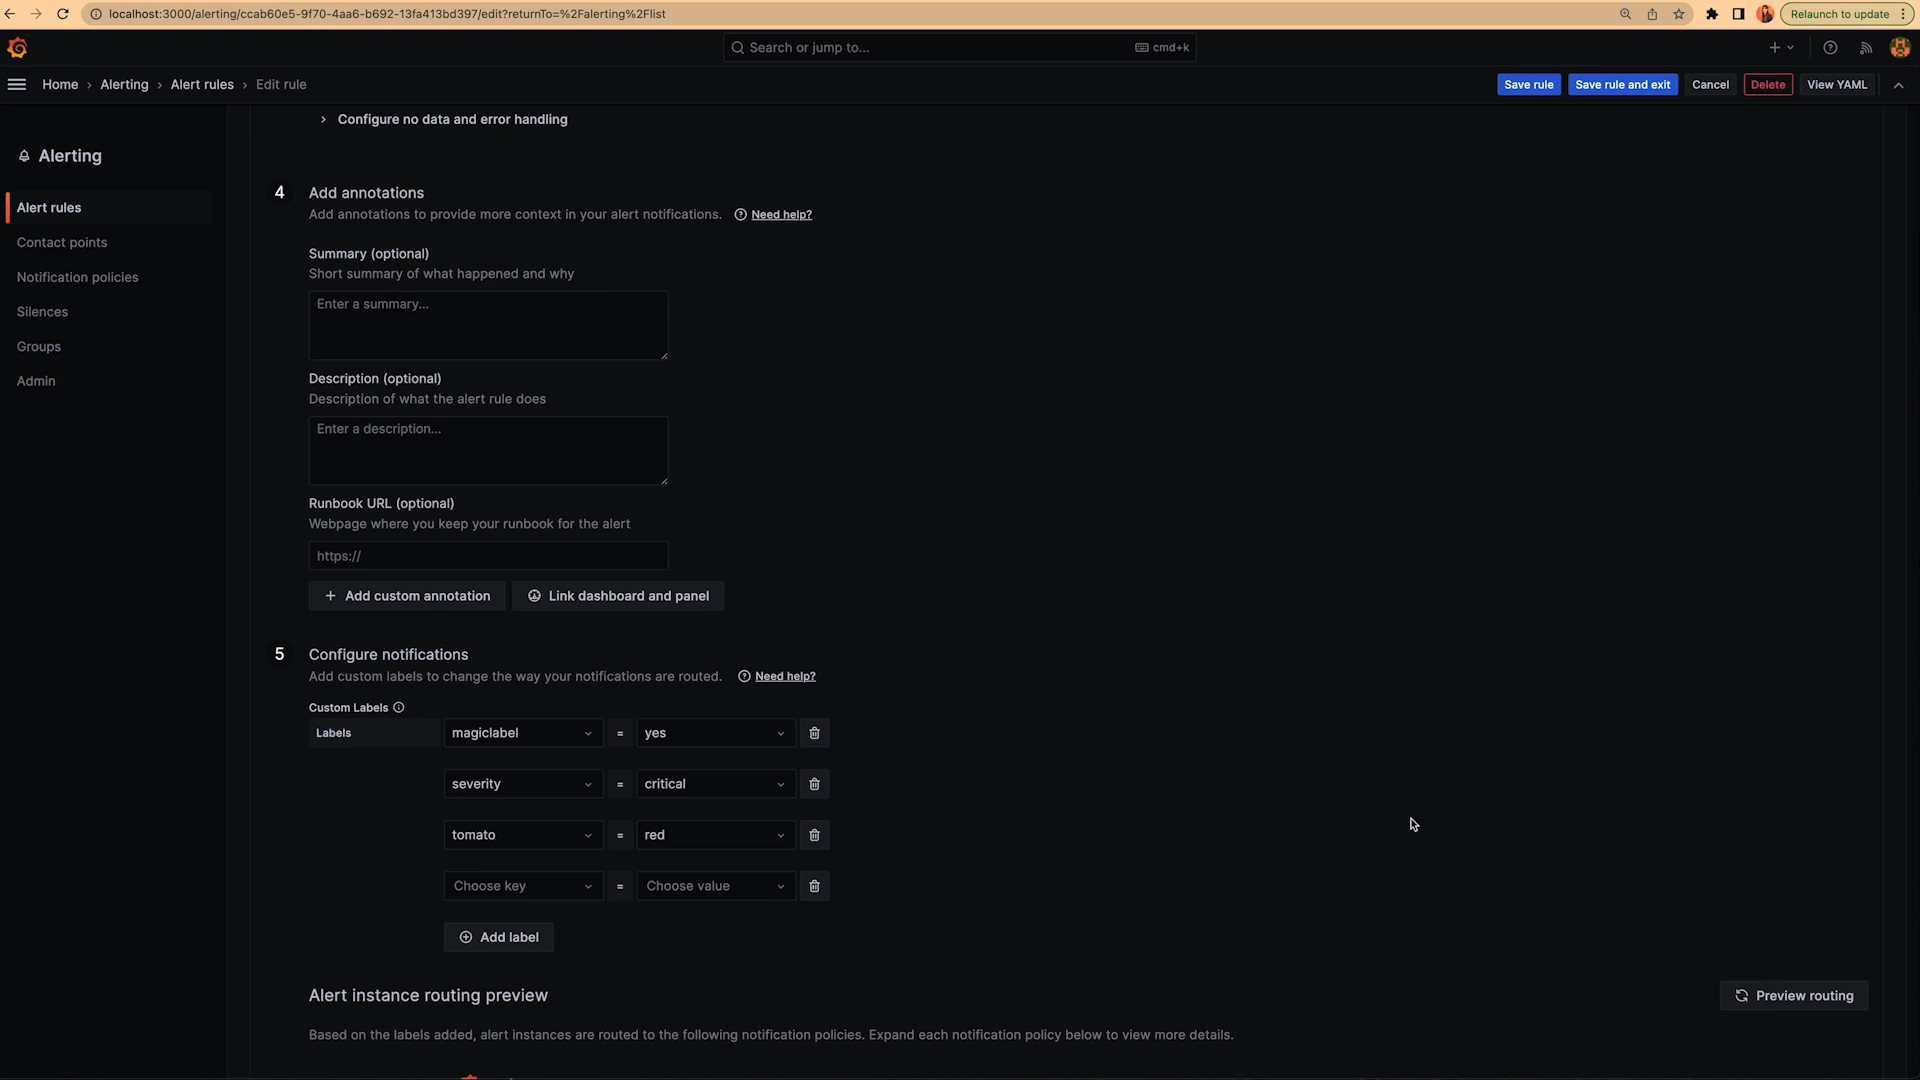 localhost:3000/alerting/ccab60e5-9f70-4aa6-b692-13fa413bd397/edit?returnTo=%2Falerting%2Flist
Relaunch to update
Search or jump to...
cmd+k
Home › Alerting › Alert rules › Edit rule
Save rule
Save rule and exit
Cancel
Delete
View YAML
Alerting
Alert rules
Contact points
Notification policies
Silences
Groups
Admin
Configure no data and error handling
4 Add annotations
Add annotations to provide more context in your alert notifications. Need help?
Summary (optional)
Short summary of what happened and why
Enter a summary...
Description (optional)
Description of what the alert rule does
Enter a description...
Runbook URL (optional)
Webpage where you keep your runbook for the alert
https://
Add custom annotation
Link dashboard and panel
5 Configure notifications
Add custom labels to change the way your notifications are routed. Need help?
Custom Labels
Labels magiclabel = yes
severity = critical
tomato = red
Choose key = Choose value
Add label
Alert instance routing preview
Preview routing
Based on the labels added, alert instances are routed to the following notification policies. Expand each notification policy below to view more details.